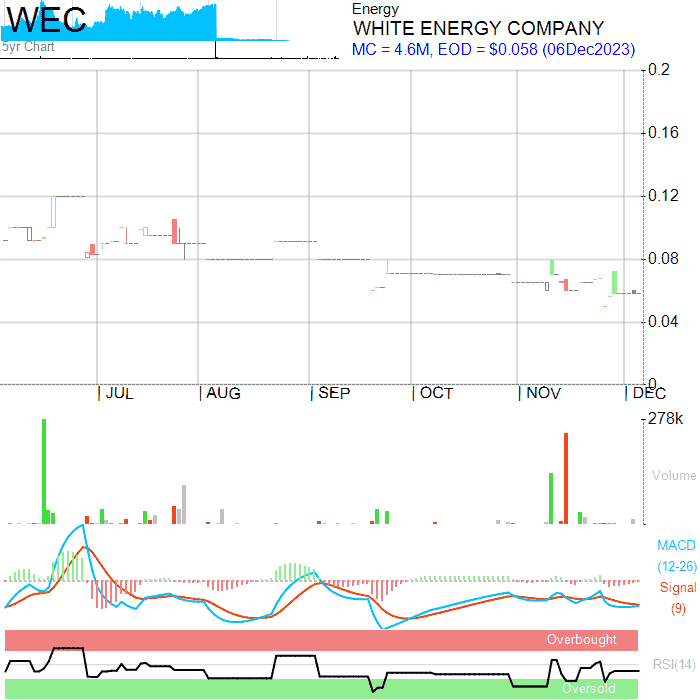 WEC
5yr Chart
Energy
WHITE ENERGY COMPANY
MC = 4.6M, EOD = $0.058 (06Dec2023)
0.2
0.16
0.12
0.08
0.04
0
JUL AUG SEP OCT NOV DEC
278k
Volume
MACD
(12-26)
Signal
(9)
Overbought
RSI(14)
Oversold